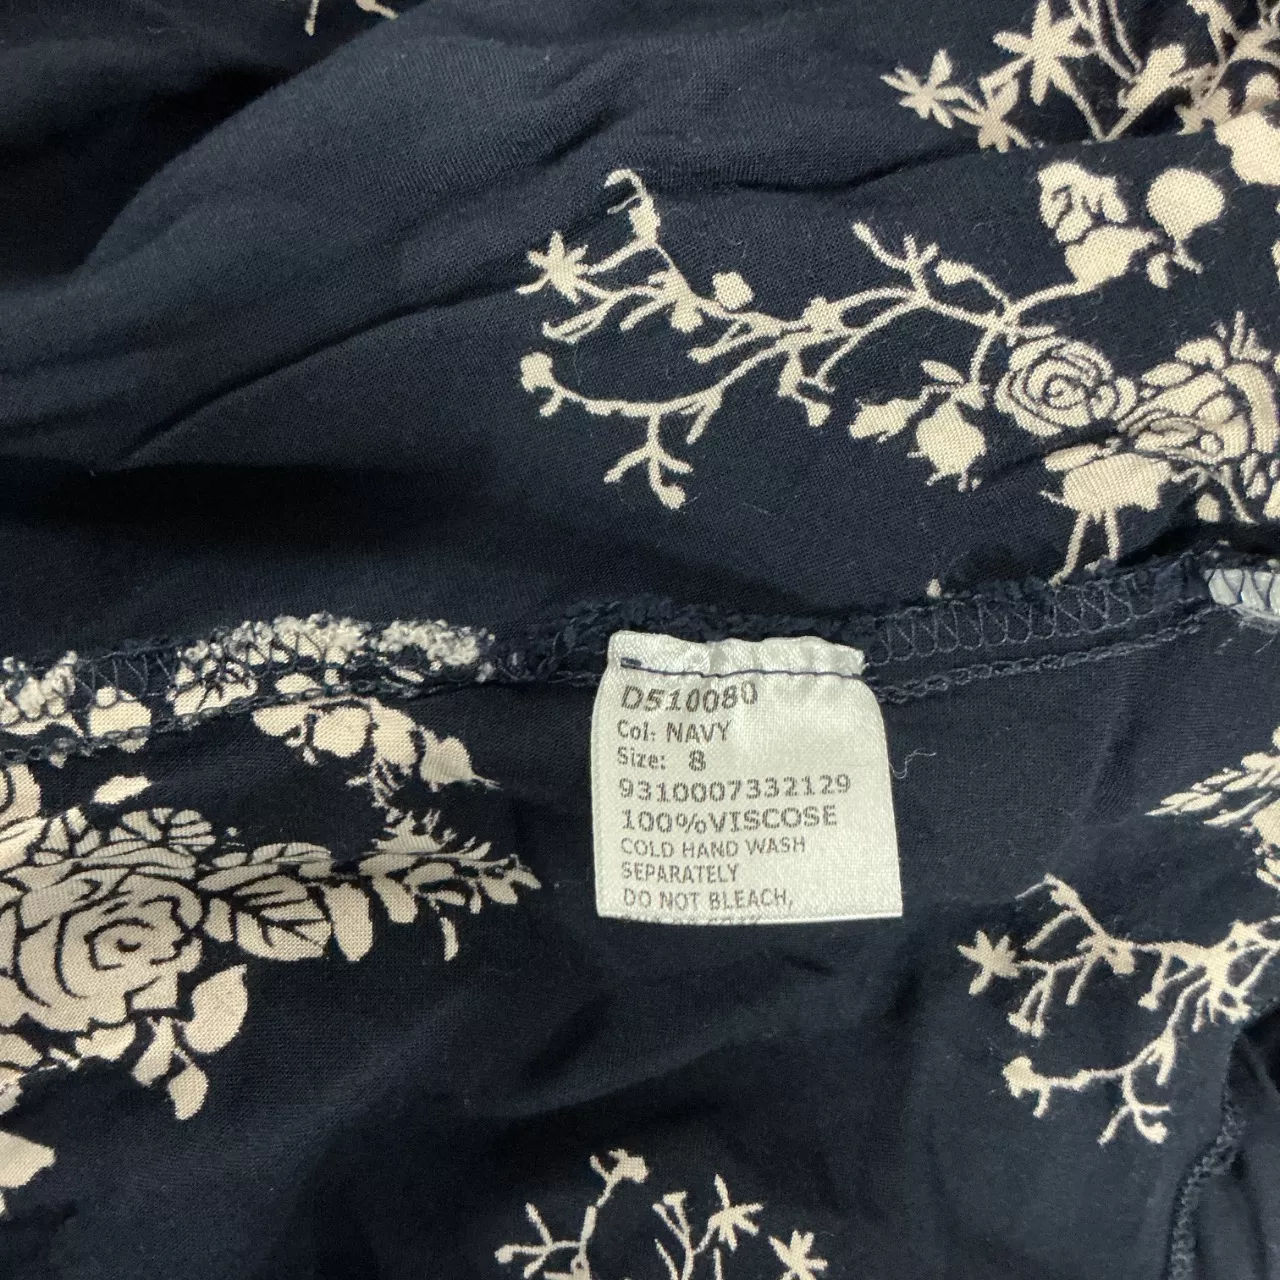 D510080
Col: NAVY
Size: 8
9310007332129
100%VISCOSE
COLD HAND WASH
SEPARATELY
DO NOT BLEACH,